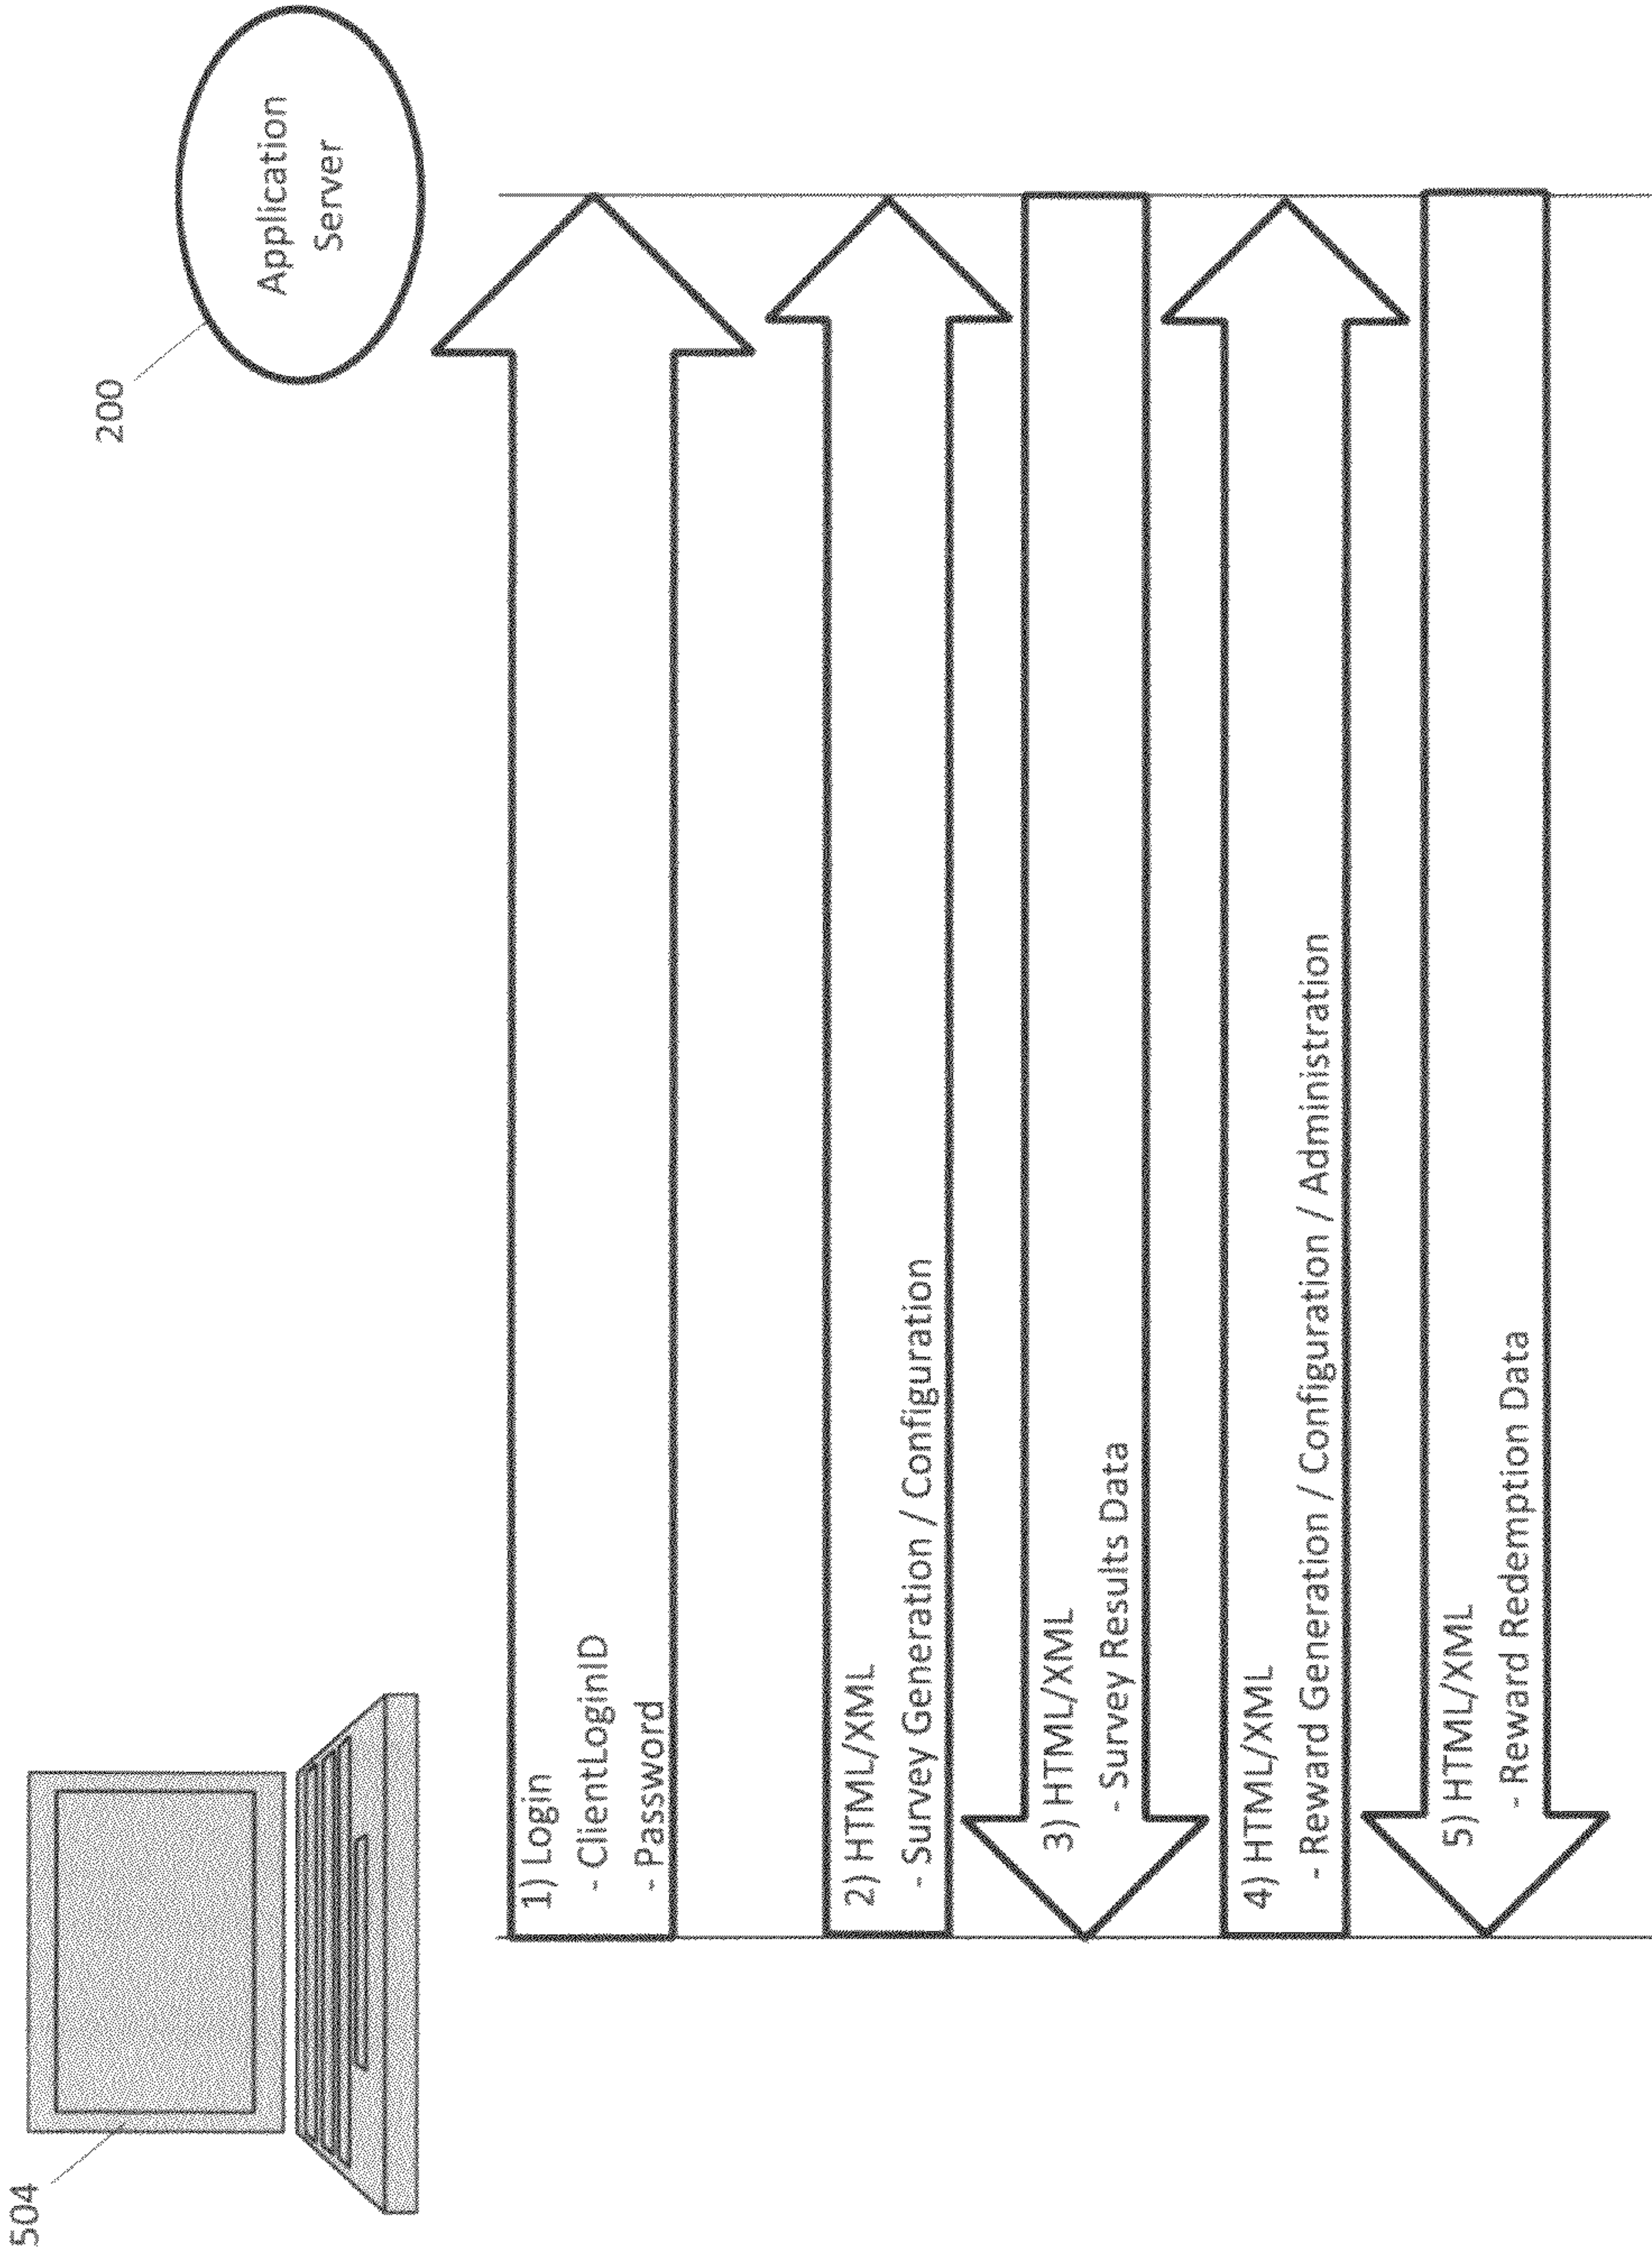 504
200
Application
Server
1) Login
- ClientLoginID
- Password
2) HTML/XML
- Survey Generation / Configuration
3) HTML/XML
- Survey Results Data
4) HTML/XML
- Reward Generation / Configuration / Administration
5) HTML/XML
- Reward Redemption Data